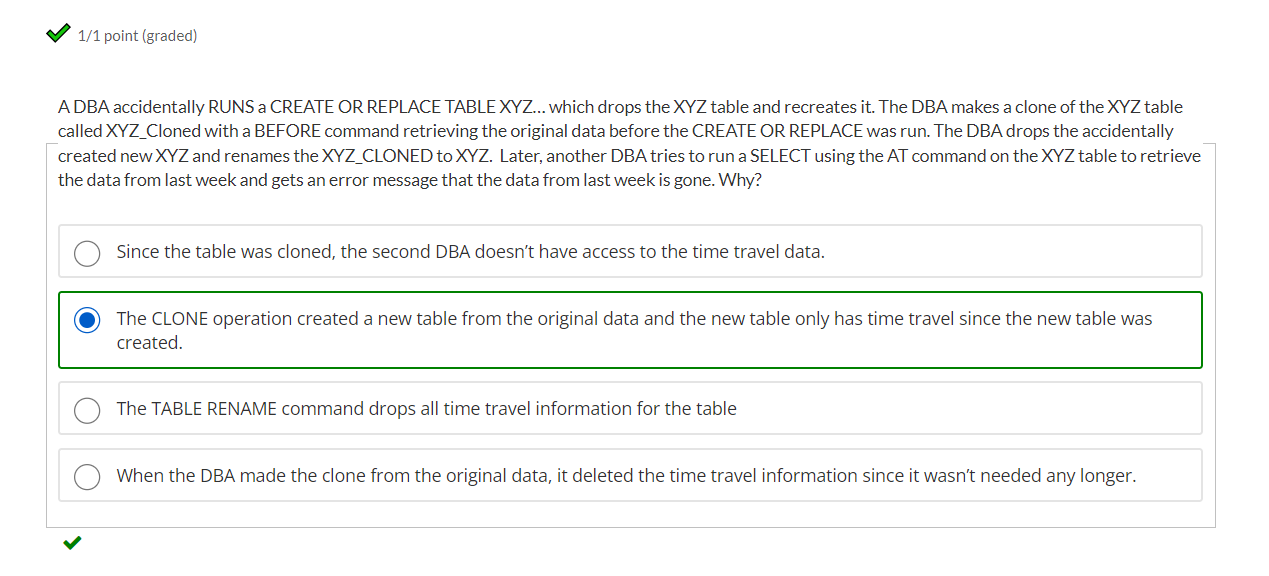 1/1 point (graded)
A DBA accidentally RUNS a CREATE OR REPLACE TABLE XYZ... which drops the XYZ table and recreates it. The DBA makes a clone of the XYZ table
called XYZ_Cloned with a BEFORE command retrieving the original data before the CREATE OR REPLACE was run. The DBA drops the accidentally
created new XYZ and renames the XYZ_CLONED to XYZ.  Later, another DBA tries to run a SELECT using the AT command on the XYZ table to retrieve
the data from last week and gets an error message that the data from last week is gone. Why?
Since the table was cloned, the second DBA doesn’t have access to the time travel data.
The CLONE operation created a new table from the original data and the new table only has time travel since the new table was
created.
The TABLE RENAME command drops all time travel information for the table
When the DBA made the clone from the original data, it deleted the time travel information since it wasn’t needed any longer.